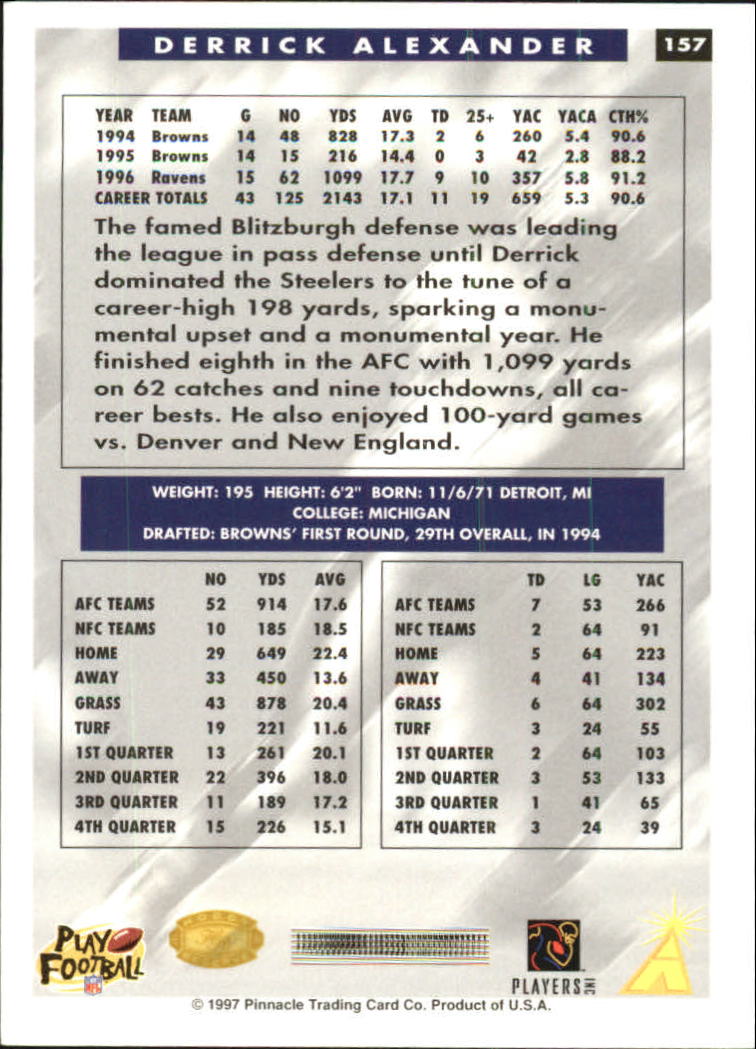 DERRICK ALEXANDER 157
YEAR TEAM G NO YDS AVG TD 25+ YAC YACA CTH%
1994 Browns 14 48 828 17.3 2 6 260 5.4 90.6
1995 Browns 14 15 216 14.4 0 3 42 2.8 88.2
1996 Ravens 15 62 1099 17.7 9 10 357 5.8 91.2
CAREER TOTALS 43 125 2143 17.1 11 19 659 5.3 90.6
The famed Blitzburgh defense was leading
the league in pass defense until Derrick
dominated the Steelers to the tune of a
career-high 198 yards, sparking a monu-
mental upset and a monumental year. He
finished eighth in the AFC with 1,099 yards
on 62 catches and nine touchdowns, all ca-
reer bests. He also enjoyed 100-yard games
vs. Denver and New England.
WEIGHT: 195 HEIGHT: 6'2" BORN: 11/6/71 DETROIT, MI
COLLEGE: MICHIGAN
DRAFTED: BROWNS' FIRST ROUND, 29TH OVERALL, IN 1994
NO YDS AVG
AFC TEAMS 52 914 17.6
NFC TEAMS 10 185 18.5
HOME 29 649 22.4
AWAY 33 450 13.6
GRASS 43 878 20.4
TURF 19 221 11.6
1ST QUARTER 13 261 20.1
2ND QUARTER 22 396 18.0
3RD QUARTER 11 189 17.2
4TH QUARTER 15 226 15.1
TD LG YAC
AFC TEAMS 7 53 266
NFC TEAMS 2 64 91
HOME 5 64 223
AWAY 4 41 134
GRASS 6 64 302
TURF 3 24 55
1ST QUARTER 2 64 103
2ND QUARTER 3 53 133
3RD QUARTER 1 41 65
4TH QUARTER 3 24 39
PLAY
FOOTBALL
NFL
PLAYERS INC
© 1997 Pinnacle Trading Card Co. Product of U.S.A.